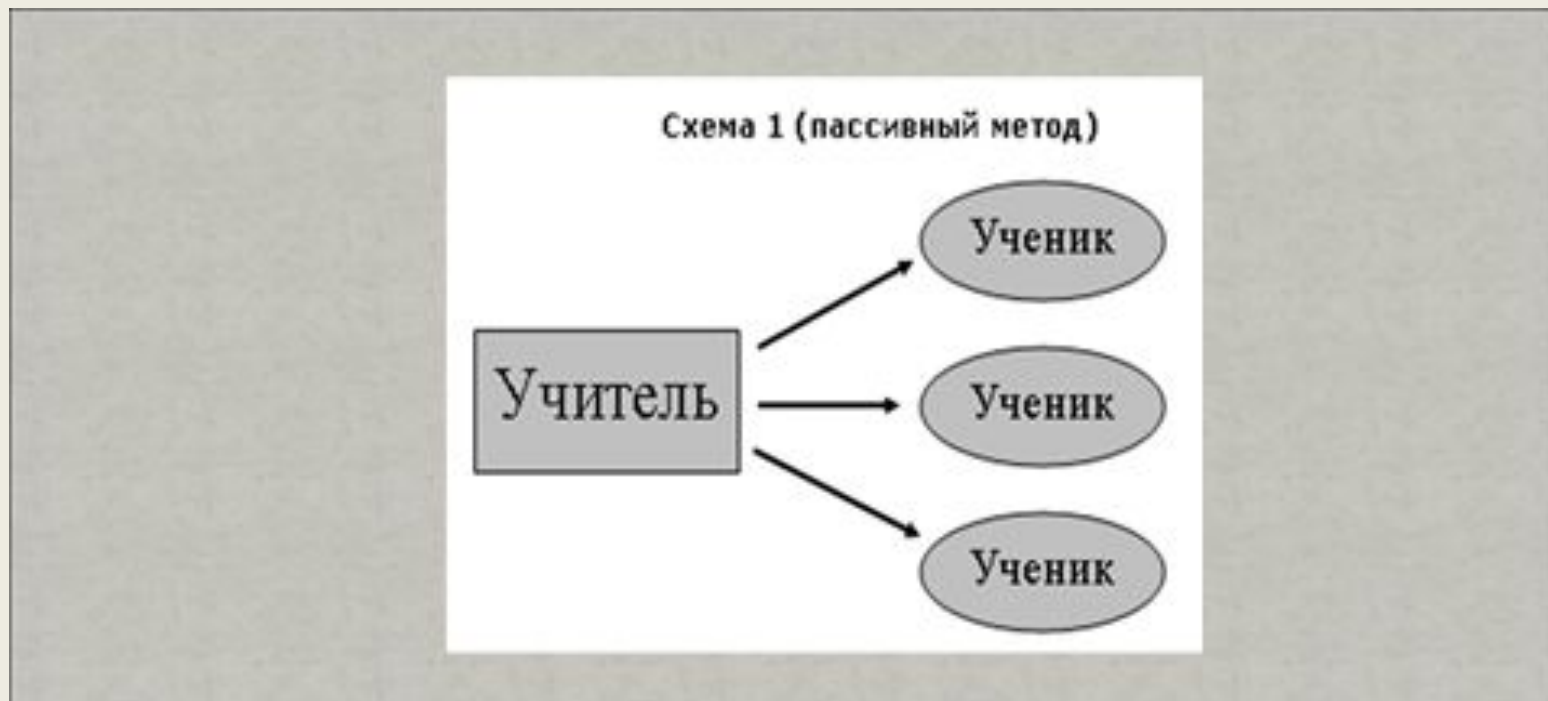 Схема 1 (пассивный метод)
Ученик
Учитель
Ученик
Ученик